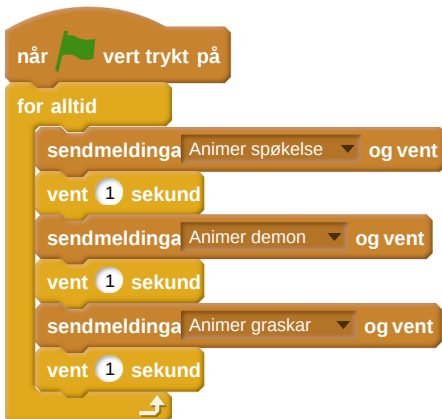 når vert trykt på
for alltid
sendmeldinga Animer spøkelse og vent
vent 1 sekund
sendmeldinga Animer demon og vent
vent 1 sekund
sendmeldinga Animer graskar og vent
vent 1 sekund